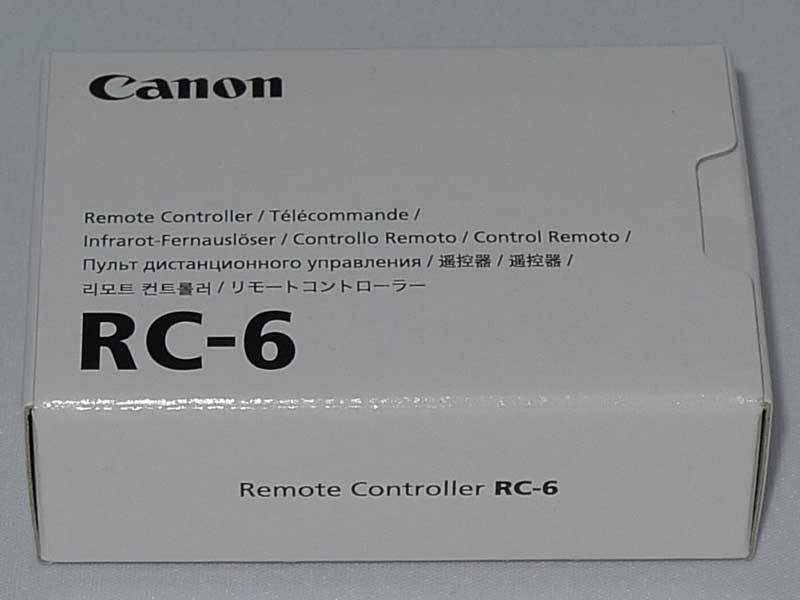 Canon
Remote Controller / Télécommande /
Infrarot-Fernauslöser / Controllo Remoto / Control Remoto /
Пульт дистанционного управления / 遥控器 / 遙控器 /
리모트 컨트롤러 / リモートコントローラー
RC-6
Remote Controller RC-6